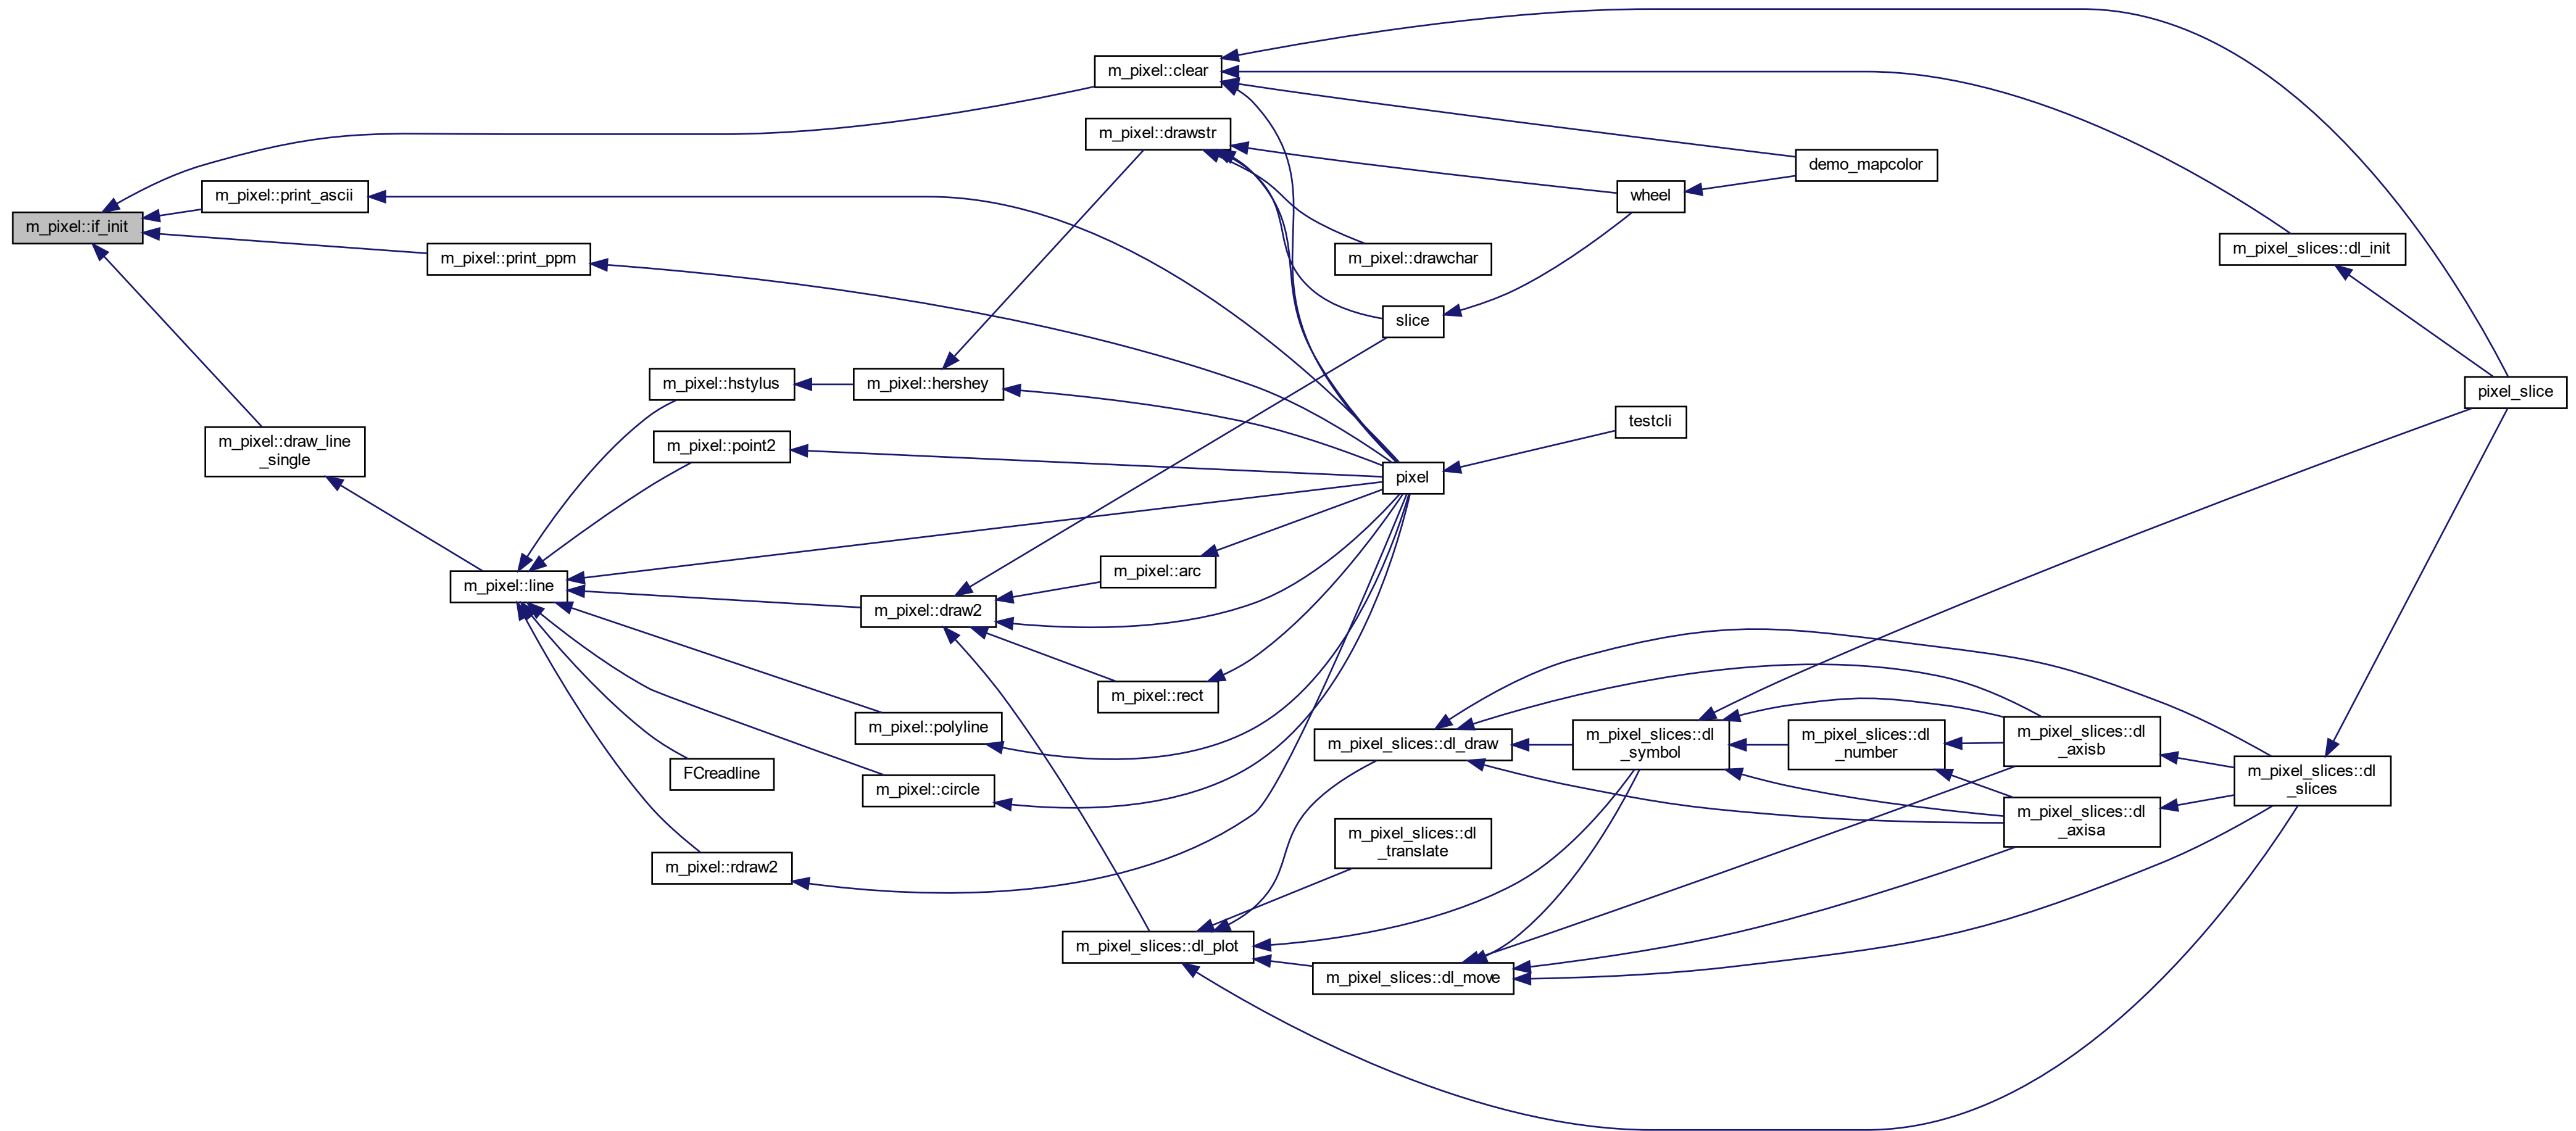 m_pixel::clear
m_pixel::drawstr
demo_mapcolor
m_pixel::print_ascii
wheel
m_pixel::if_init
m_pixel::print_ppm
m_pixel::drawchar
m_pixel_slices::dl_init
slice
m_pixel::hstylus
m_pixel::hershey
pixel_slice
testcli
m_pixel::draw_line
_single
m_pixel::point2
pixel
m_pixel::line
m_pixel::arc
m_pixel::draw2
m_pixel::rect
m_pixel::polyline
m_pixel_slices::dl_draw
m_pixel_slices::dl
_symbol
m_pixel_slices::dl
_number
m_pixel_slices::dl
_axisb
FCreadline
m_pixel_slices::dl
_slices
m_pixel::circle
m_pixel_slices::dl
_axisa
m_pixel_slices::dl
_translate
m_pixel::rdraw2
m_pixel_slices::dl_plot
m_pixel_slices::dl_move